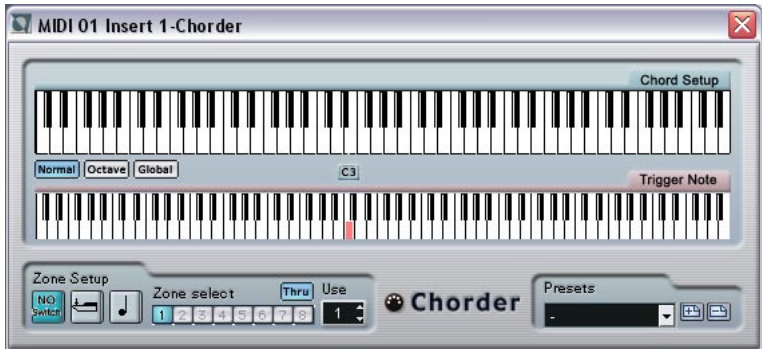 MIDI 01 Insert 1-Chorder
Chord Setup
Normal Octave Global
C3
Trigger Note
Zone Setup
NO
Switch
Zone select
Thru
Use
1 2 3 4 5 6 7 8
1
Chorder
Presets
-